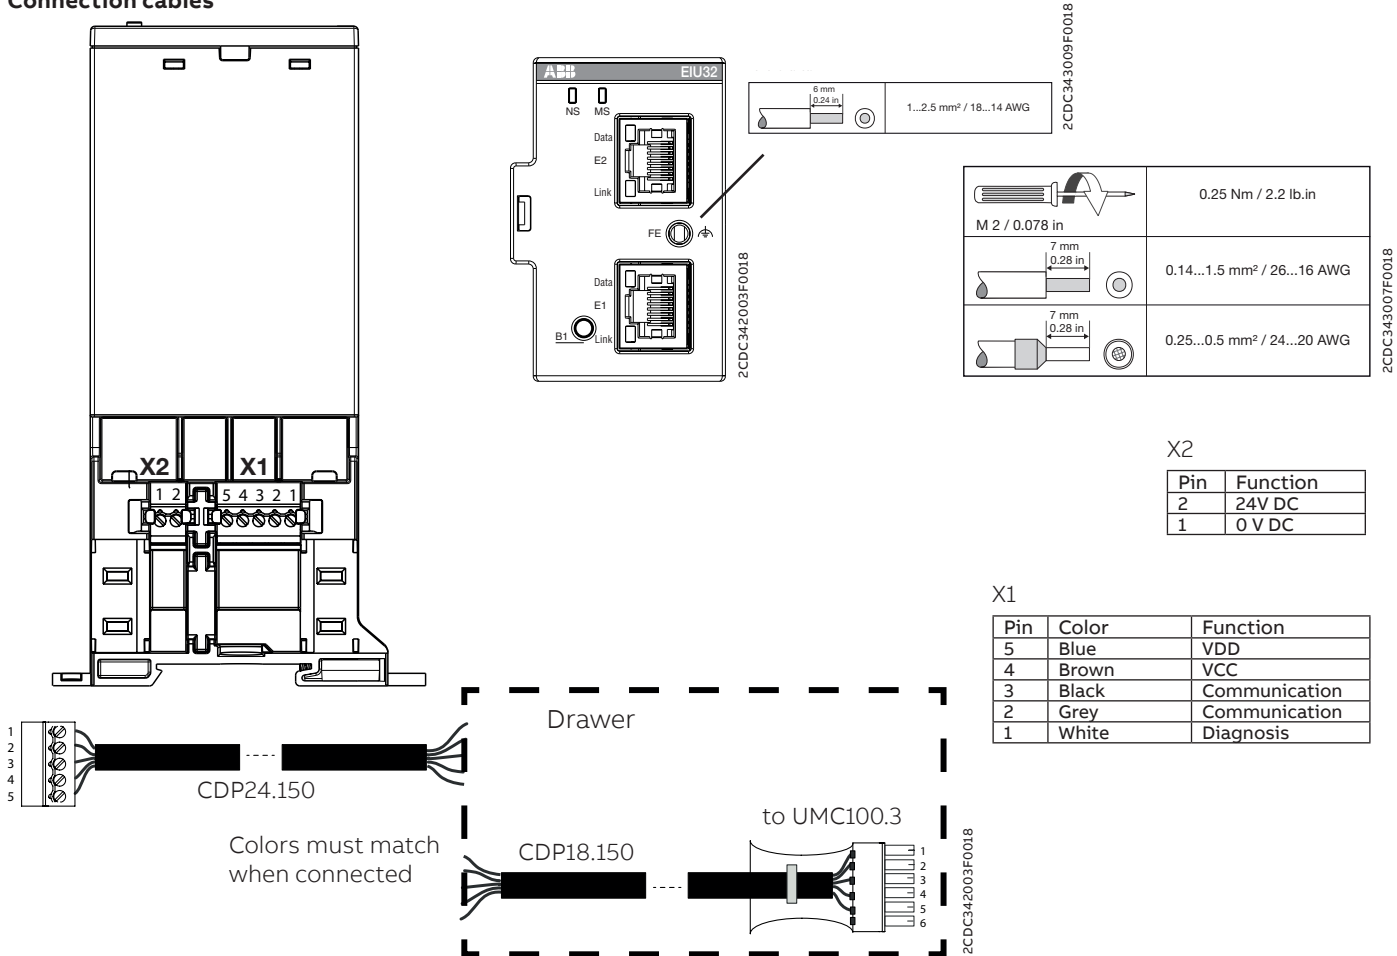 Connection cables
ABB EIU32
NS MS
Data
E2
Link
FE
Data
E1
B1
Link
2CDC342003F0018
6 mm
0.24 in
1...2.5 mm² / 18...14 AWG
2CDC343009F0018
M 2 / 0.078 in
0.25 Nm / 2.2 lb.in
7 mm
0.28 in
0.14...1.5 mm² / 26...16 AWG
7 mm
0.28 in
0.25...0.5 mm² / 24...20 AWG
2CDC343007F0018
X2 X1
1 2 5 4 3 2 1
X2
Pin Function
2 24V DC
1 0 V DC
X1
Pin Color Function
5 Blue VDD
4 Brown VCC
3 Black Communication
2 Grey Communication
1 White Diagnosis
1
2
3
4
5
CDP24.150
Drawer
Colors must match
when connected
CDP18.150
to UMC100.3
1
2
3
4
5
6
2CDC342003F0018